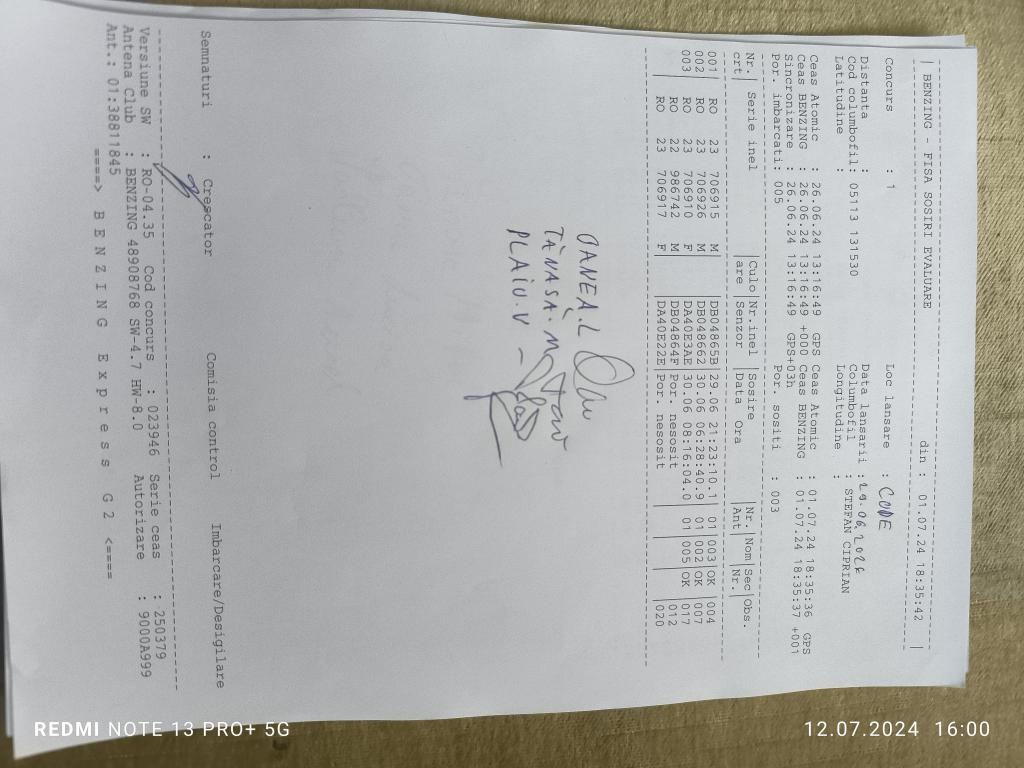 | BENZING - FISA SOSIRI EVALUARE din : 01.07.24 18:35:42 |
Concurs : 1 Loc lansare : CODE
Distanta : Data lansarii : 29.06.2024
Cod columbofil: 05113 131530 Columbofil : STEFAN CIPRIAN
Latitudine : Longitudine :
Ceas Atomic : 26.06.24 13:16:49 GPS Ceas Atomic : 01.07.24 18:35:36 GPS
Ceas BENZING : 26.06.24 13:16:49 +000 Ceas BENZING : 01.07.24 18:35:37 +001
Sincronizare : 26.06.24 13:16:49 GPS+03h
Por. imbarcati: 005 Por. sositi : 003
Nr.| Serie inel |Culo|Nr.inel|Sosire |Nr.|Nom|Sec|Obs.
crt| |are |Senzor |Data Ora |Ant| |Nr.|
001| RO 23 706915 M| |DB04865B|29.06 21:23:10.1 |01|003|OK |004
002| RO 23 706926 M| |DB048662|30.06 06:28:40.9 |01|002|OK |007
003| RO 23 706910 F| |DA40E3AE|30.06 08:16:04.0 |01|005|OK |017
RO 22 986742 M| |DB04864F|Por. nesosit | | | |012
RO 23 706917 F| |DA40E22E|Por. nesosit | | | |020
TĂNASA.M
PLAIU.V -
Semnaturi : Crescator Comisia control Imbarcare/Desigilare
Versiune SW : RO-04.35 Cod concurs : 023946 Serie ceas : 250379
Antena Club : BENZING 48908768 SW-4.7 HW-8.0 Autorizare : 9000A999
Ant.: 01:38811845
====> B E N Z I N G E x p r e s s G 2 <====
REDMI NOTE 13 PRO+ 5G
12.07.2024 16:00